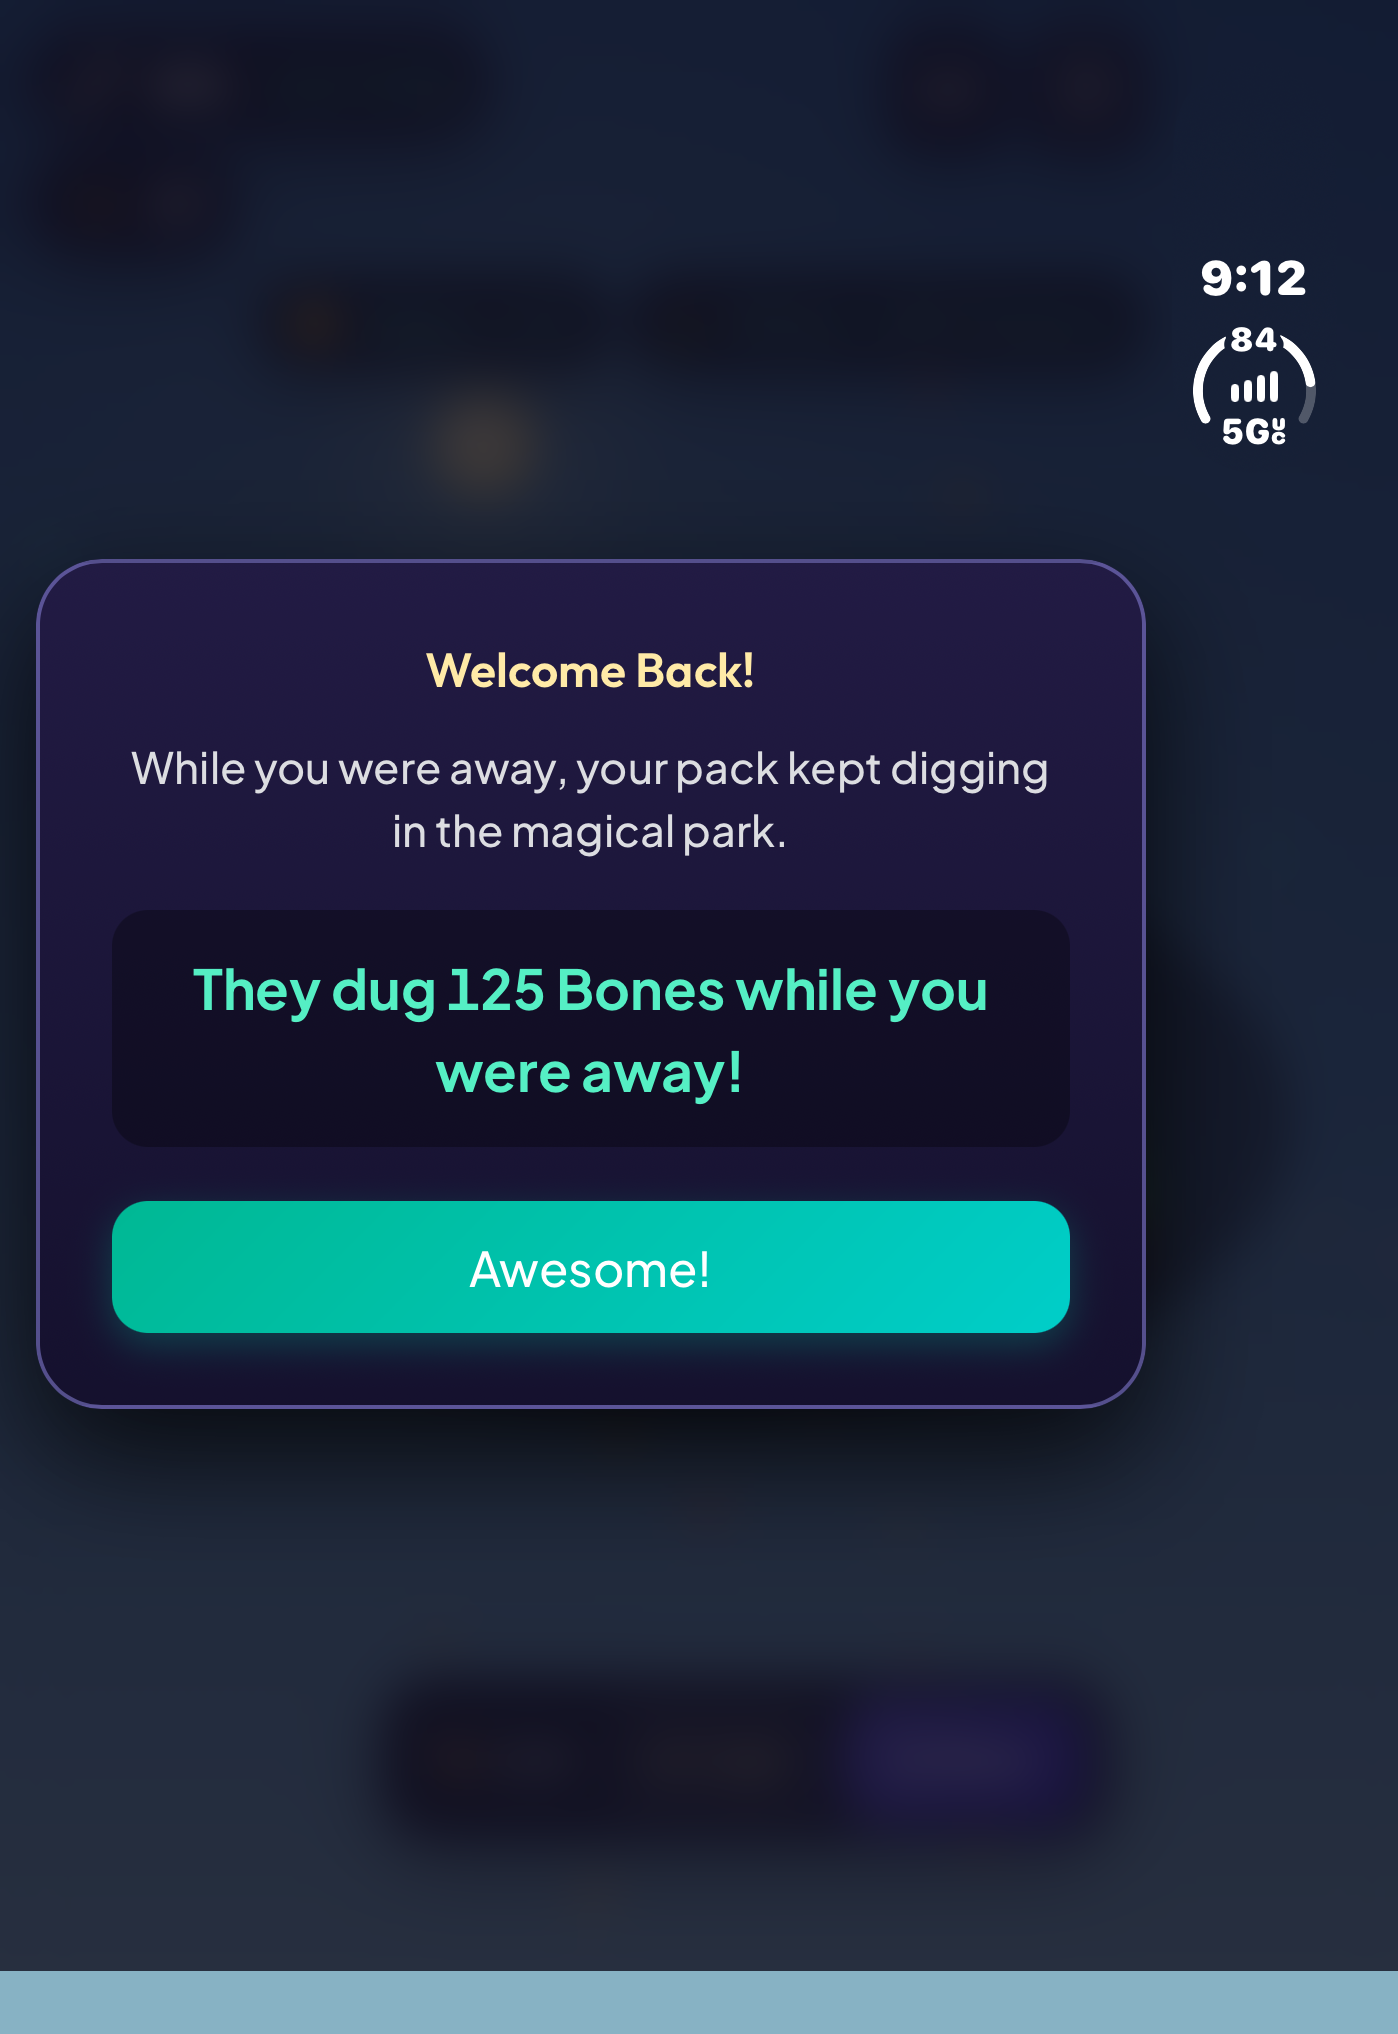 9:12
84
5GUC
Welcome Back!
While you were away, your pack kept digging
in the magical park.
They dug 125 Bones while you
were away!
Awesome!